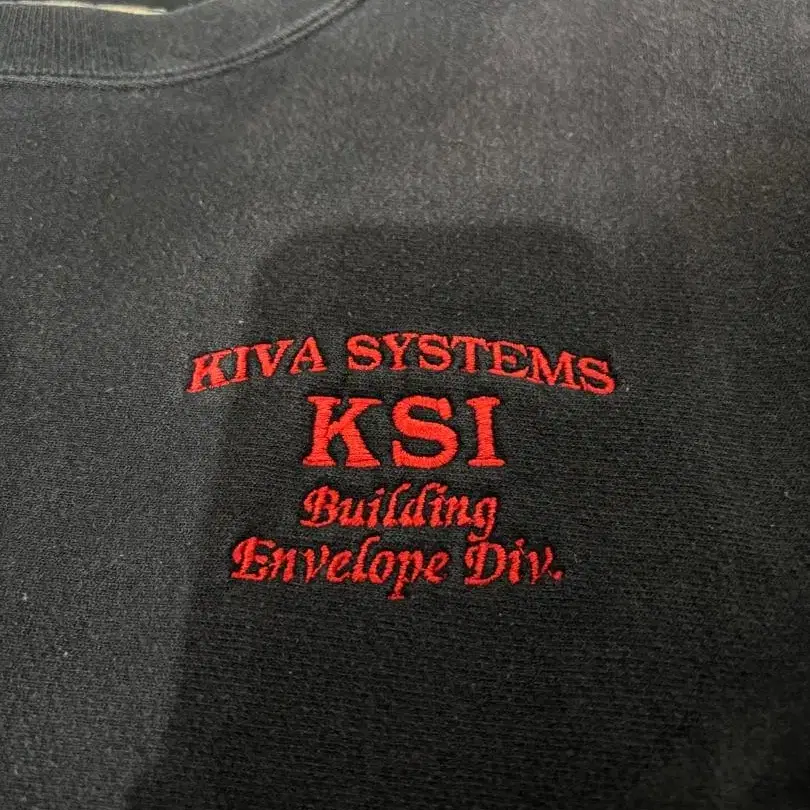 KIVA SYSTEMS
KSI
Building
Envelope Div.